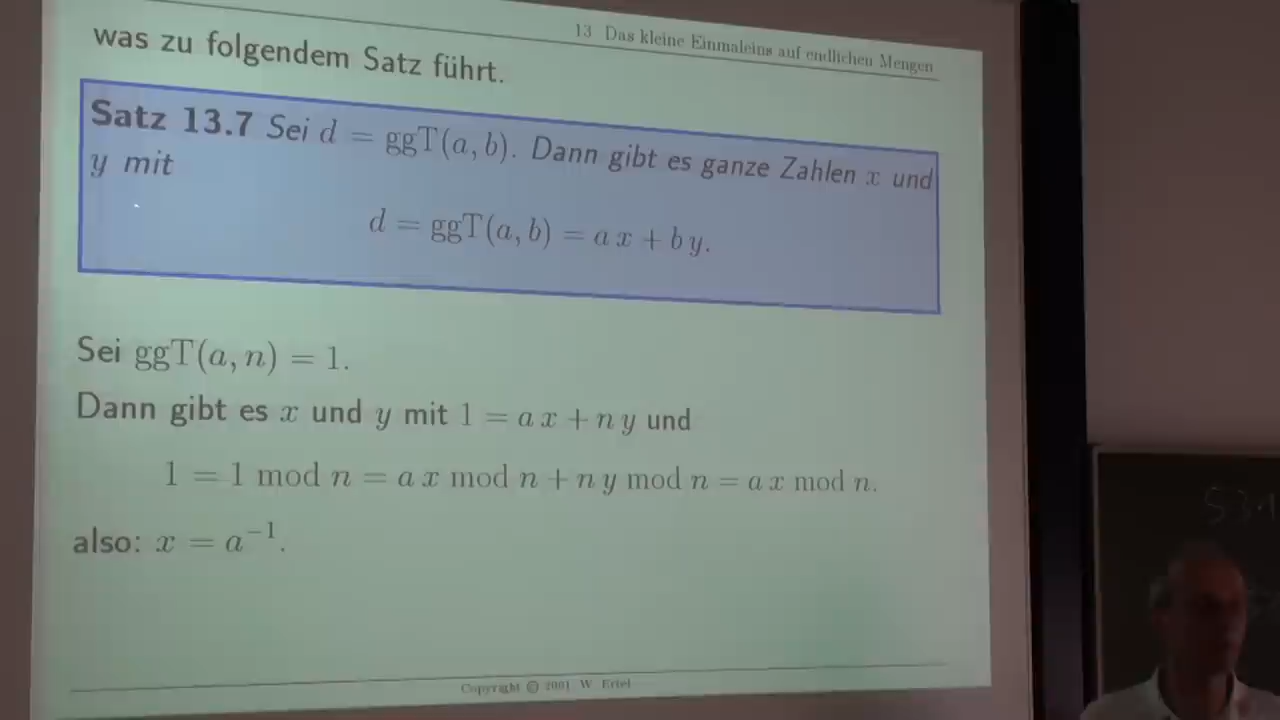 13 Das kleine Einmaleins auf endlichen Mengen
was zu folgendem Satz führt.
Satz 13.7 Sei d = ggT(a, b). Dann gibt es ganze Zahlen x und
y mit
d = ggT(a, b) = a x + b y.
Sei ggT(a, n) = 1.
Dann gibt es x und y mit 1 = a x + n y und
1 = 1 mod n = a x mod n + n y mod n = a x mod n.
also: x = a⁻¹.
Copyright © 2001 W. Ertel